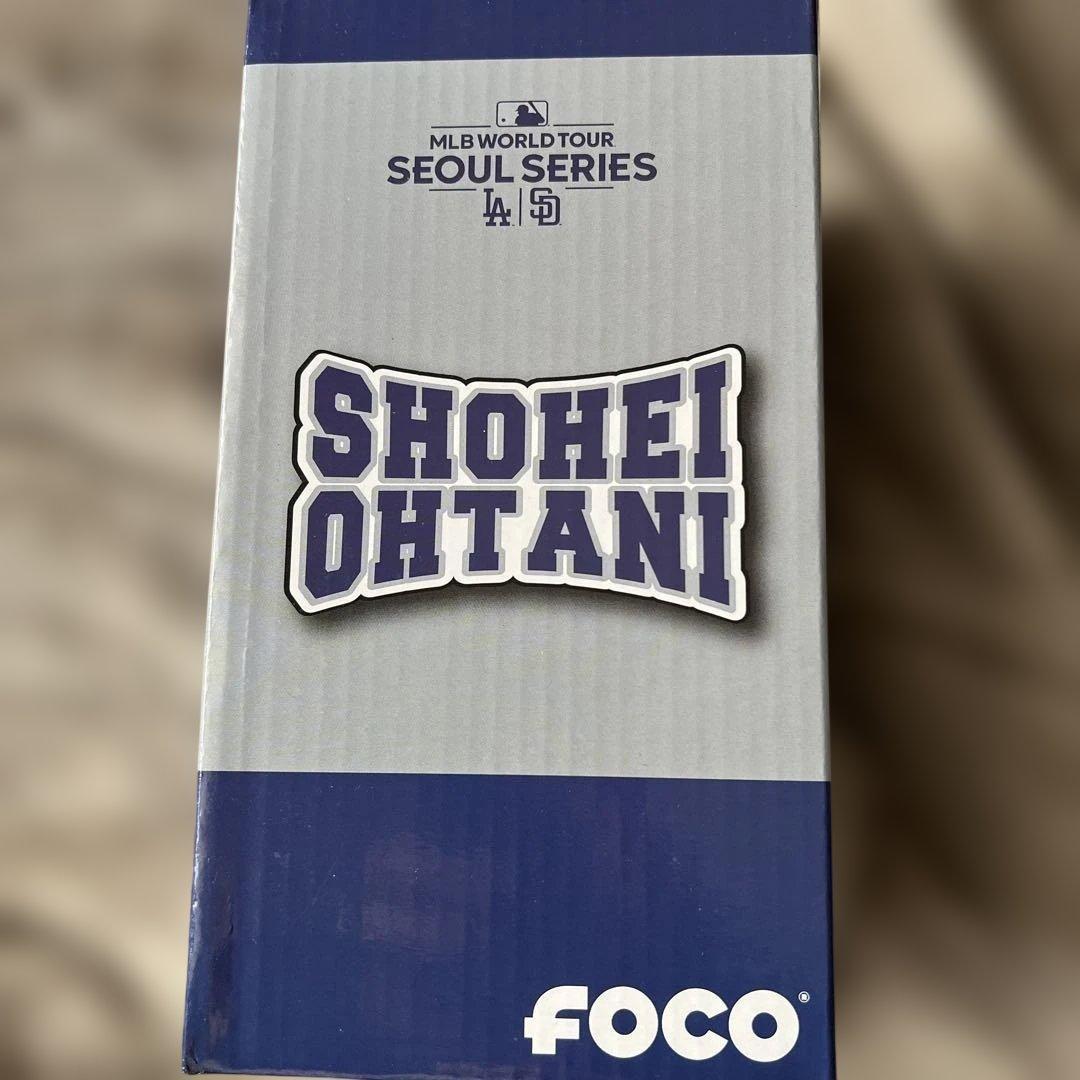 MLB WORLD TOUR
SEOUL SERIES
LA | SD
SHOHEI
OHTANI
FOCO®